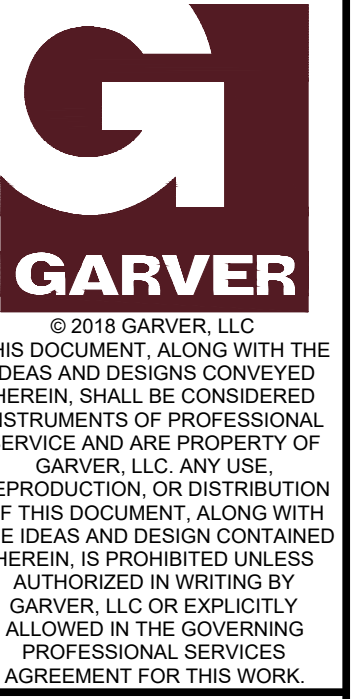 GARVER
© 2018 GARVER, LLC
HIS DOCUMENT, ALONG WITH THE
DEAS AND DESIGNS CONVEYED
HEREIN, SHALL BE CONSIDERED
NSTRUMENTS OF PROFESSIONAL
ERVICE AND ARE PROPERTY OF
GARVER, LLC. ANY USE,
EPRODUCTION, OR DISTRIBUTION
F THIS DOCUMENT, ALONG WITH
E IDEAS AND DESIGN CONTAINED
HEREIN, IS PROHIBITED UNLESS
AUTHORIZED IN WRITING BY
GARVER, LLC OR EXPLICITLY
ALLOWED IN THE GOVERNING
PROFESSIONAL SERVICES
AGREEMENT FOR THIS WORK.